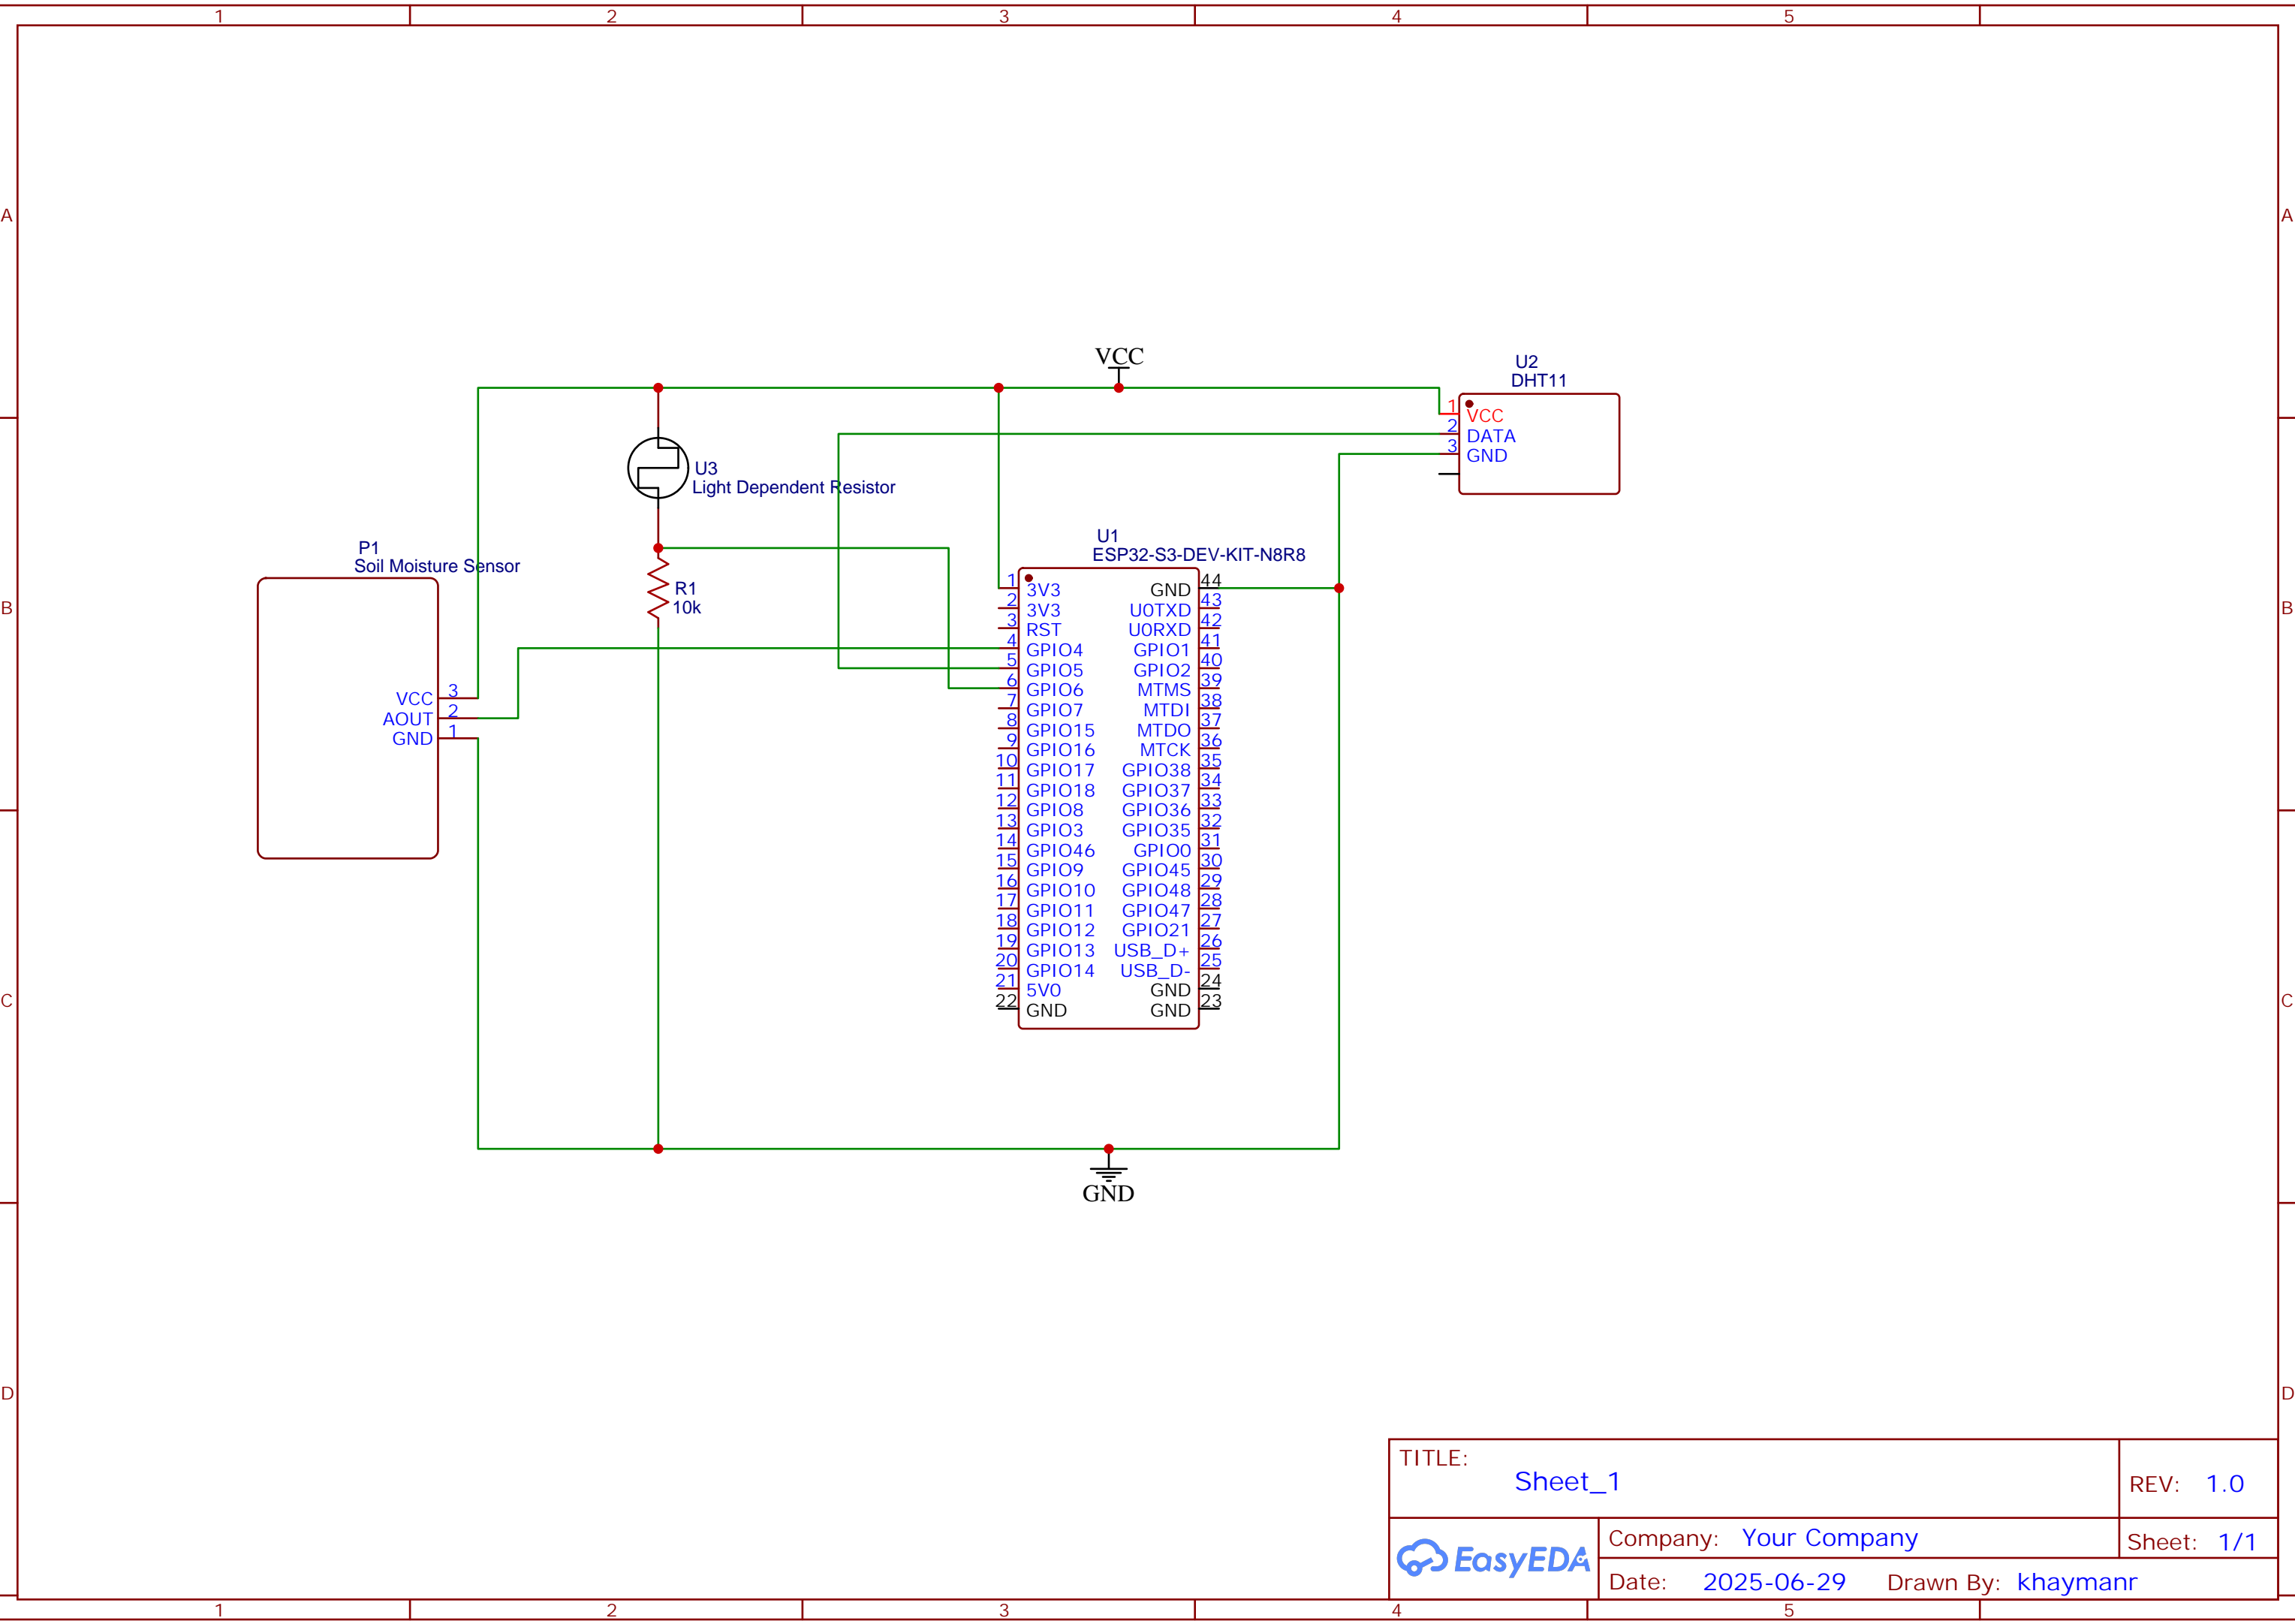 1 2 3 4 5
A A
VCC
U2
DHT11
1 VCC
2 DATA
3 GND
U3
Light Dependent Resistor
U1
ESP32-S3-DEV-KIT-N8R8
P1
Soil Moisture Sensor
R1
10k
B B
VCC 3
AOUT 2
GND 1
1 3V3 GND 44
2 3V3 U0TXD 43
3 RST U0RXD 42
4 GPIO4 GPIO1 41
5 GPIO5 GPIO2 40
6 GPIO6 MTMS 39
7 GPIO7 MTDI 38
8 GPIO15 MTDO 37
9 GPIO16 MTCK 36
10 GPIO17 GPIO38 35
11 GPIO18 GPIO37 34
12 GPIO8 GPIO36 33
13 GPIO3 GPIO35 32
14 GPIO46 GPIO0 31
15 GPIO9 GPIO45 30
16 GPIO10 GPIO48 29
17 GPIO11 GPIO47 28
18 GPIO12 GPIO21 27
19 GPIO13 USB_D+ 26
20 GPIO14 USB_D- 25
21 5V0 GND 24
22 GND GND 23
C C
GND
D D
TITLE:
Sheet_1
REV: 1.0
EasyEDA
Company: Your Company
Sheet: 1/1
Date: 2025-06-29 Drawn By: khaymanr
1 2 3 4 5